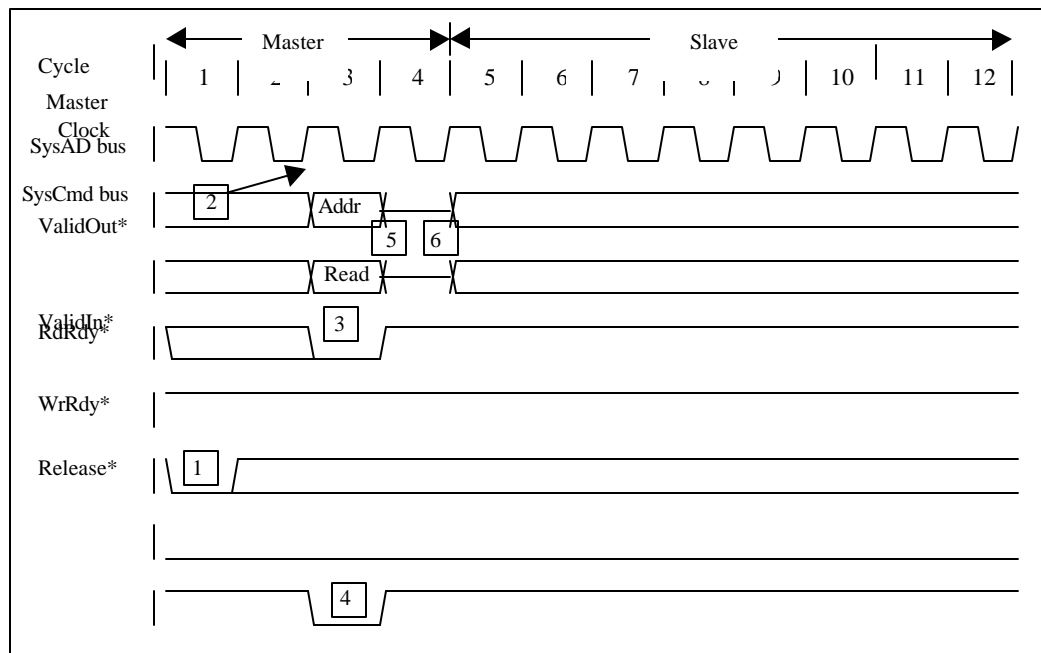 Master Slave
Cycle
1 3 4 5 6 7 10 11 12
Master
Clock
SysAD bus
SysCmd bus
2 Addr
ValidOut*
5 6
Read
ValidIn*
3
RdRdy*
WrRdy*
Release* 1
4